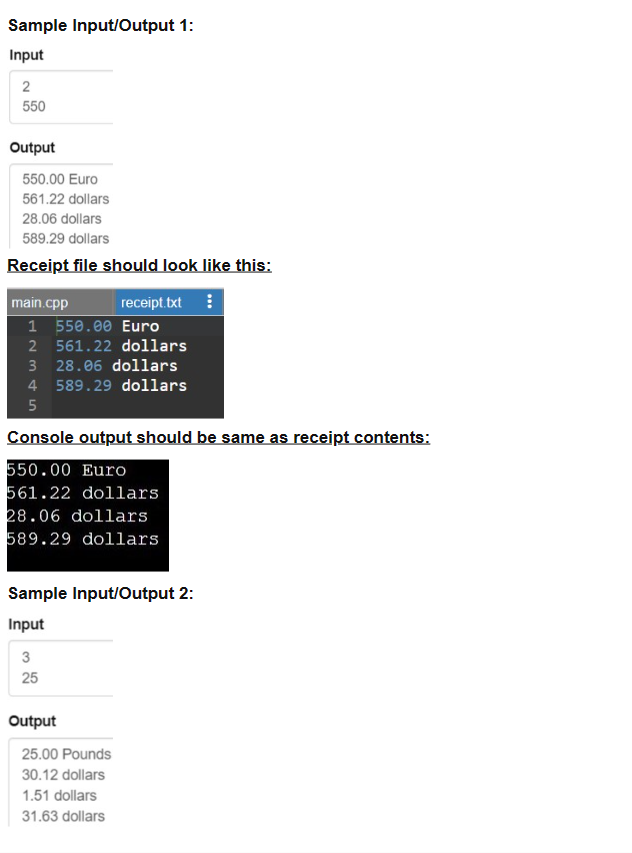 Sample Input/Output 1:
Input
2
550
Output
550.00 Euro
561.22 dollars
28.06 dollars
589.29 dollars
Receipt file should look like this:
main.cpp receipt.txt
1 550.00 Euro
2 561.22 dollars
3 28.06 dollars
4 589.29 dollars
5
Console output should be same as receipt contents:
550.00 Euro
561.22 dollars
28.06 dollars
589.29 dollars
Sample Input/Output 2:
Input
3
25
Output
25.00 Pounds
30.12 dollars
1.51 dollars
31.63 dollars